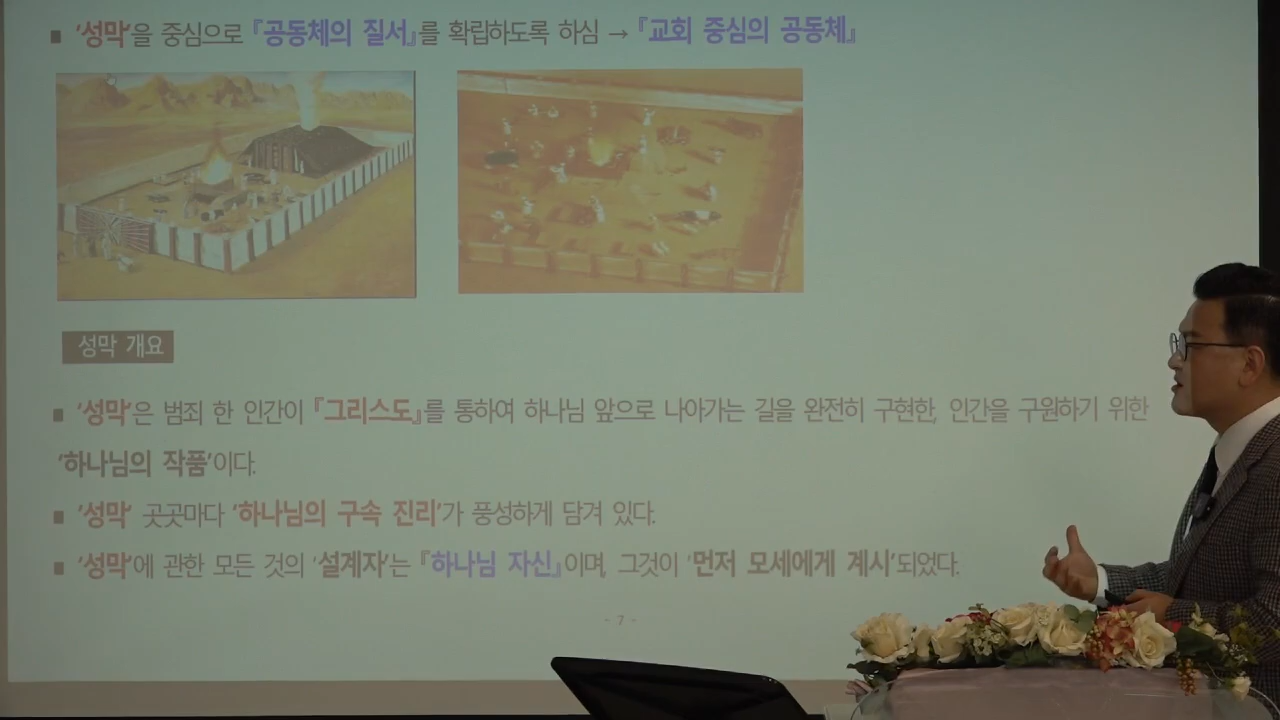 ▪ '성막'을 중심으로 『공동체의 질서』를 확립하도록 하심 → 『교회 중심의 공동체』
성막 개요
▪ '성막'은 범죄 한 인간이 『그리스도』를 통하여 하나님 앞으로 나아가는 길을 완전히 구현한, 인간을 구원하기 위한
'하나님의 작품'이다.
▪ '성막' 곳곳마다 '하나님의 구속 진리'가 풍성하게 담겨 있다.
▪ '성막'에 관한 모든 것의 '설계자'는 『하나님 자신』이며, 그것이 '먼저 모세에게 계시'되었다.
- 7 -